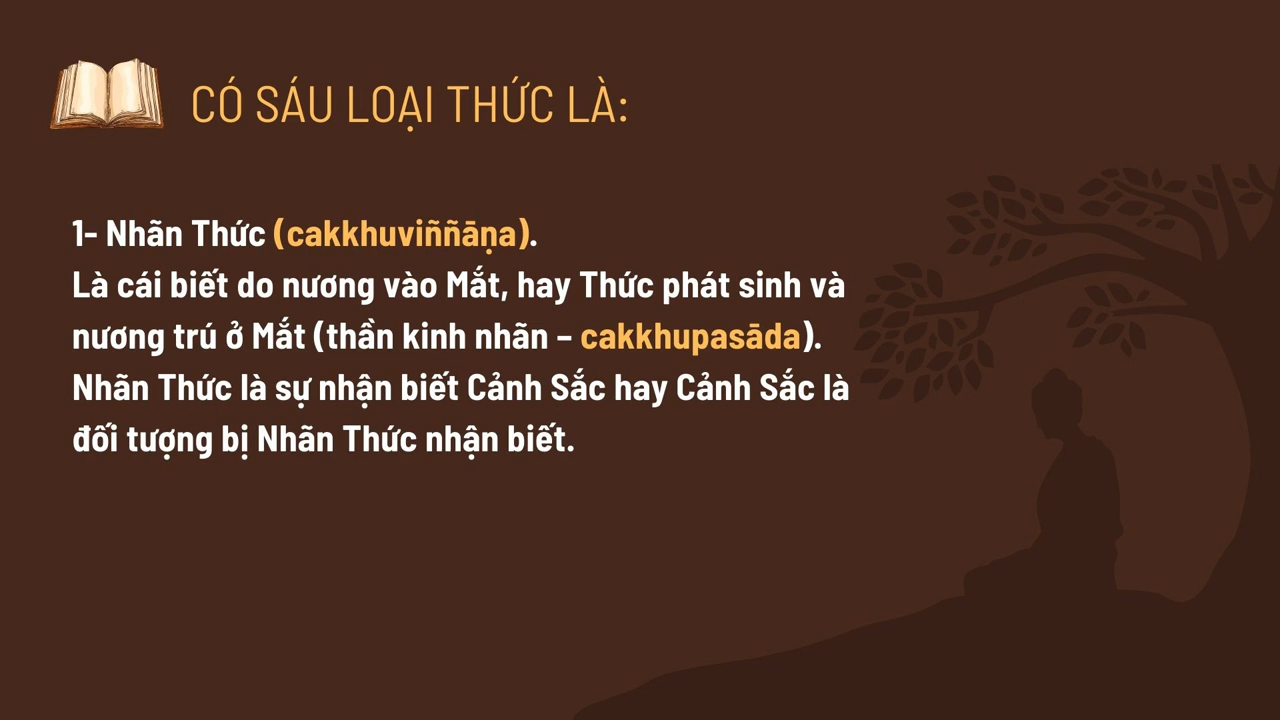 CÓ SÁU LOẠI THỨC LÀ:
1- Nhãn Thức (cakkhuviññāṇa).
Là cái biết do nương vào Mắt, hay Thức phát sinh và
nương trú ở Mắt (thần kinh nhãn – cakkhupasāda).
Nhãn Thức là sự nhận biết Cảnh Sắc hay Cảnh Sắc là
đối tượng bị Nhãn Thức nhận biết.